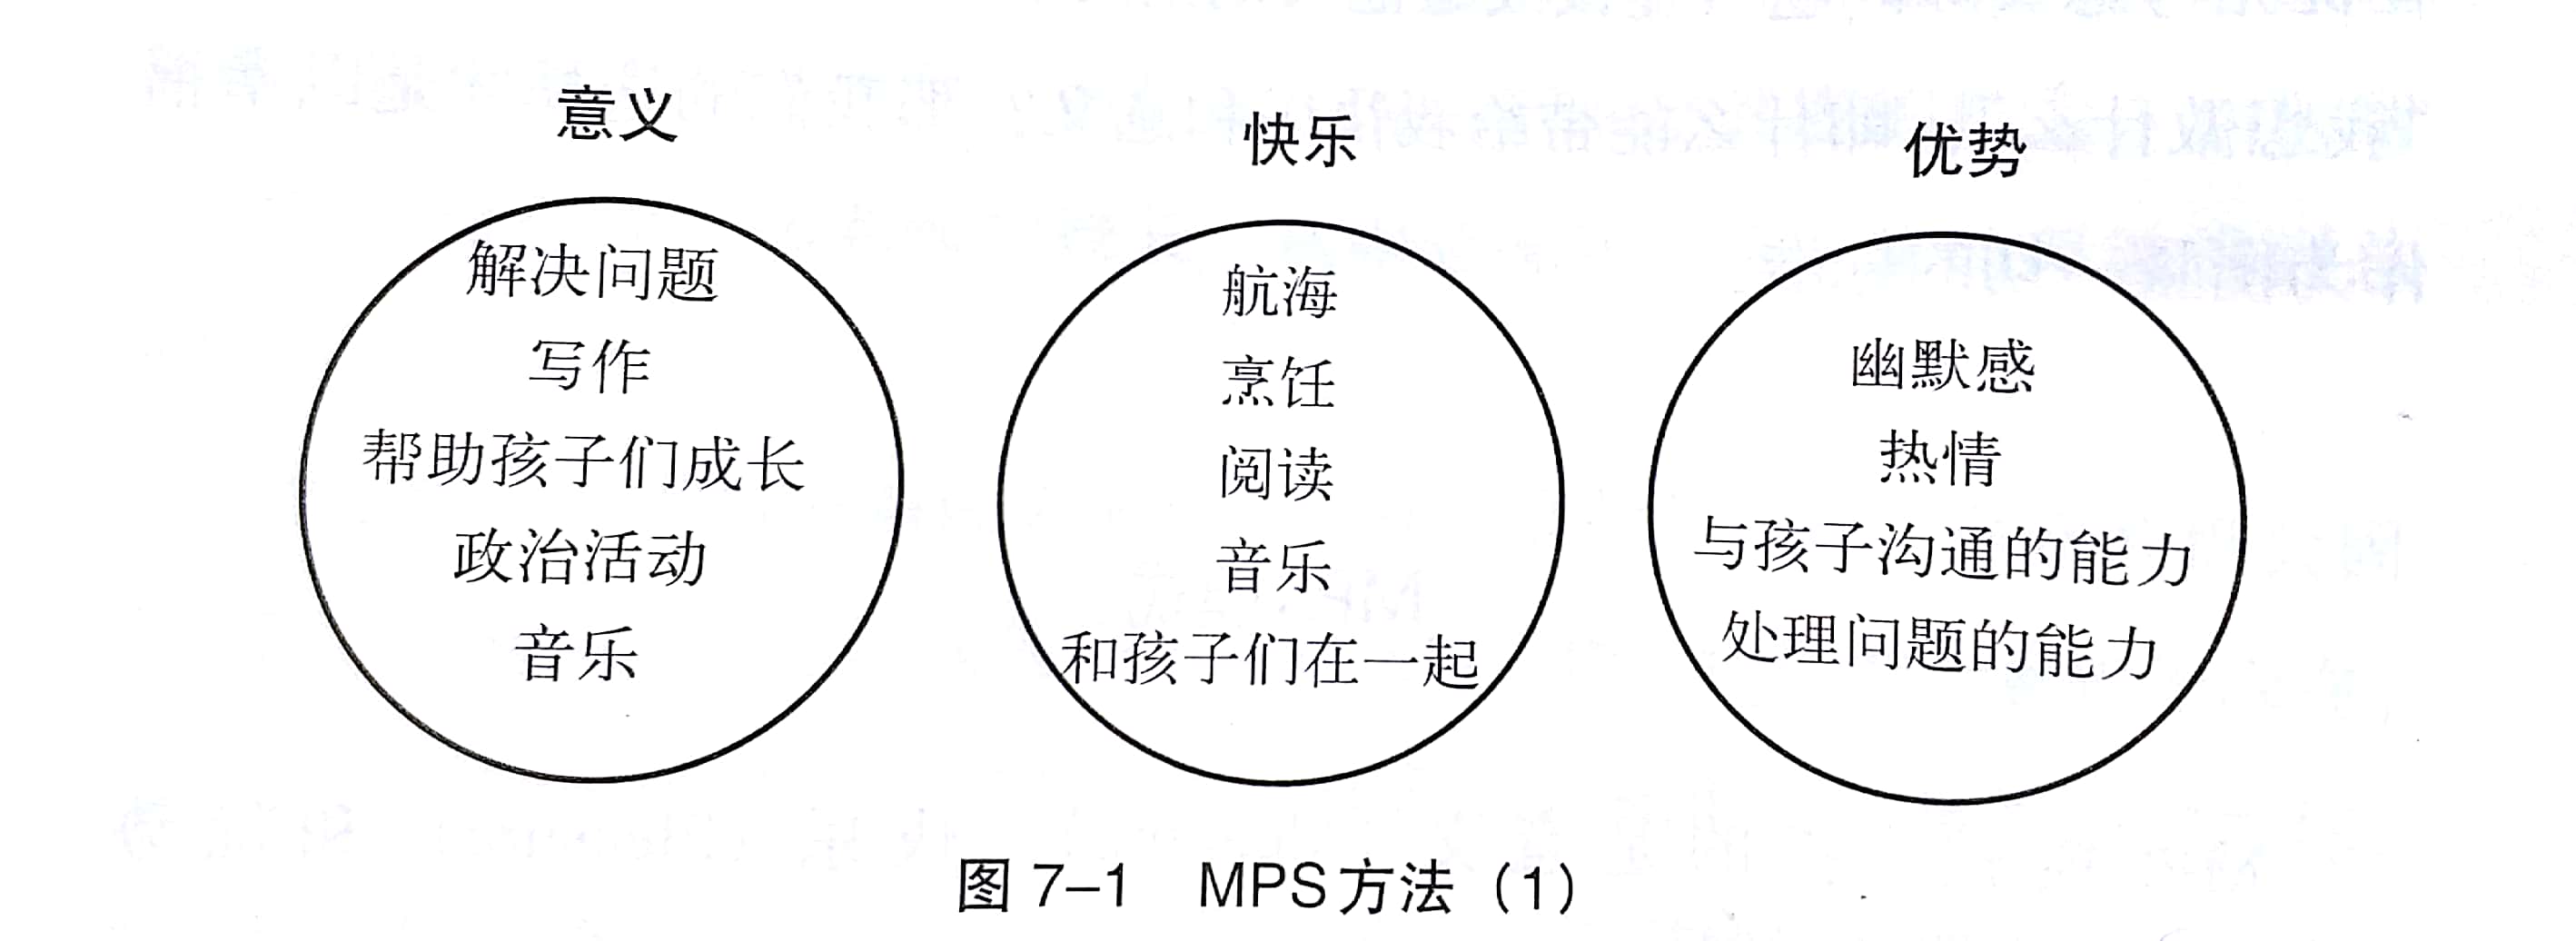 意义
解决问题
写作
帮助孩子们成长
政治活动
音乐
快乐
航海
烹饪
阅读
音乐
和孩子们在一起
优势
幽默感
热情
与孩子沟通的能力
处理问题的能力
图 7–1 MPS方法（1）